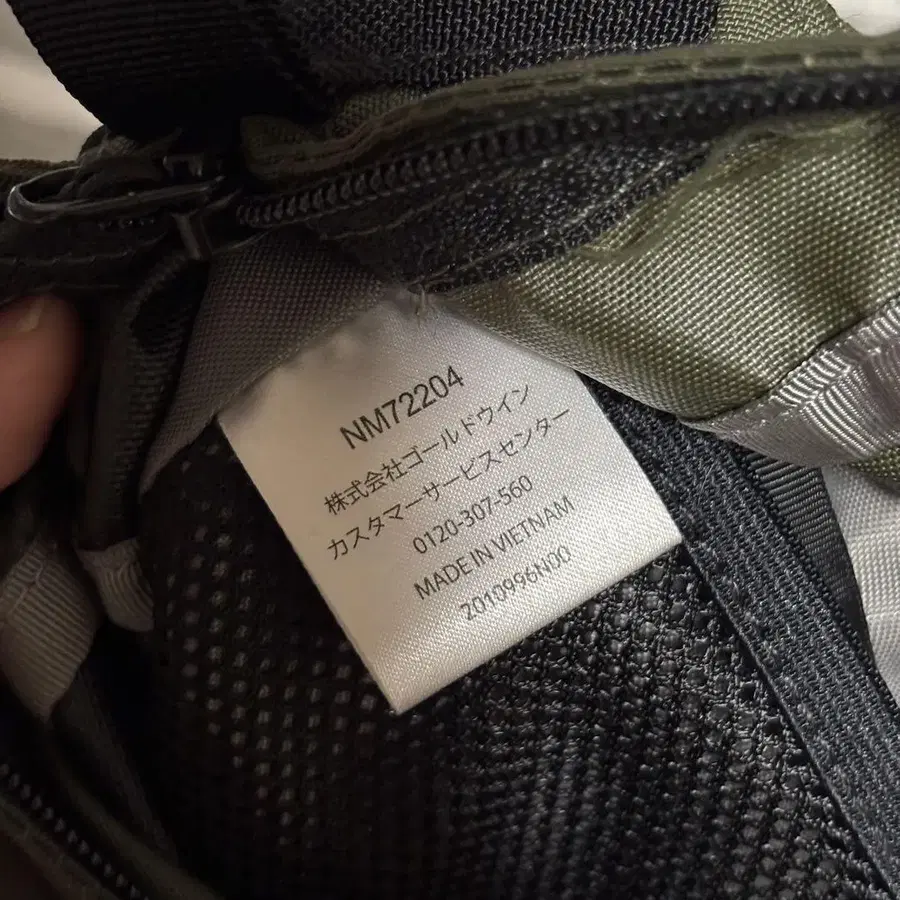 NM72204
株式会社ゴールドウイン
カスタマーサービスセンター
0120-307-560
MADE IN VIETNAM
2010996N00